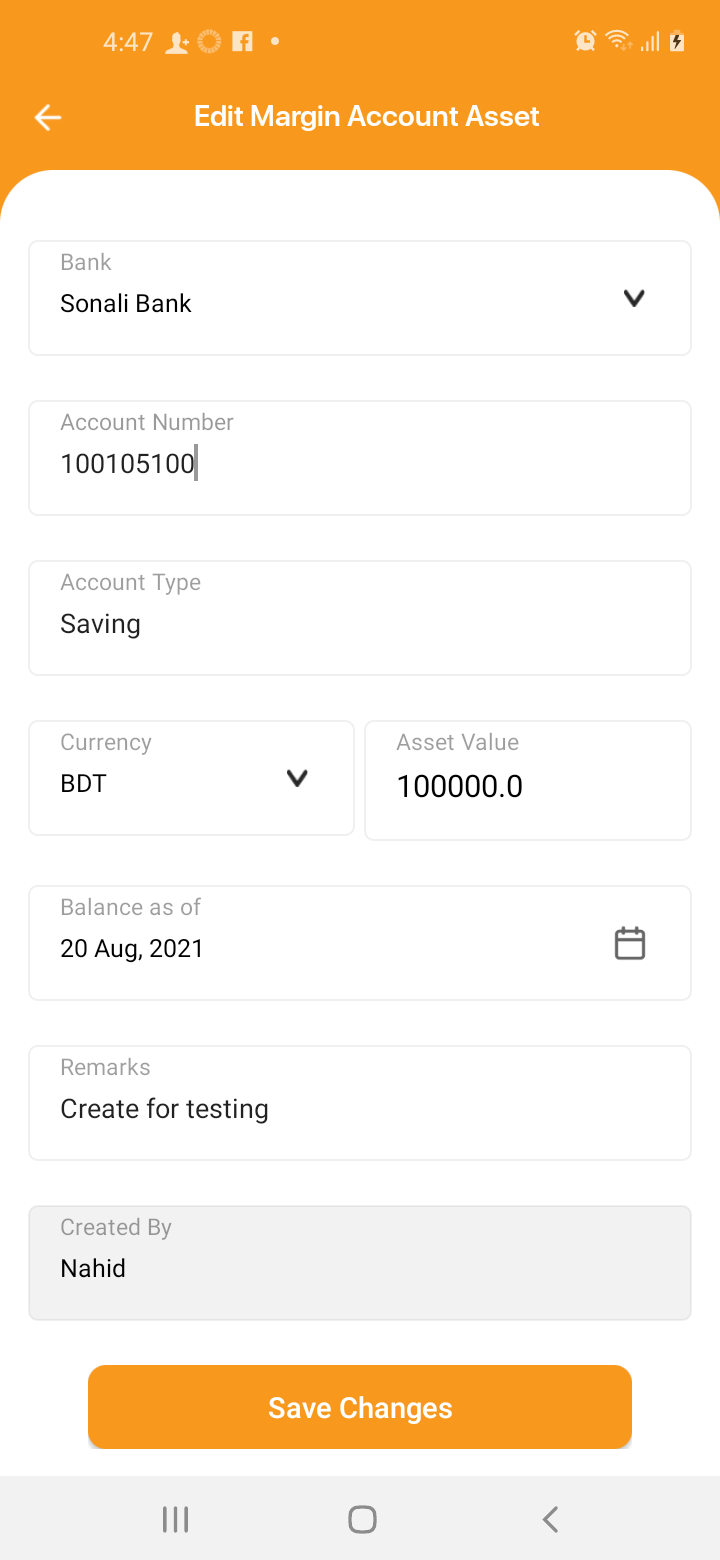 4:47
Edit Margin Account Asset
Bank
Sonali Bank
Account Number
100105100
Account Type
Saving
Currency
BDT
Asset Value
100000.0
Balance as of
20 Aug, 2021
Remarks
Create for testing
Created By
Nahid
Save Changes